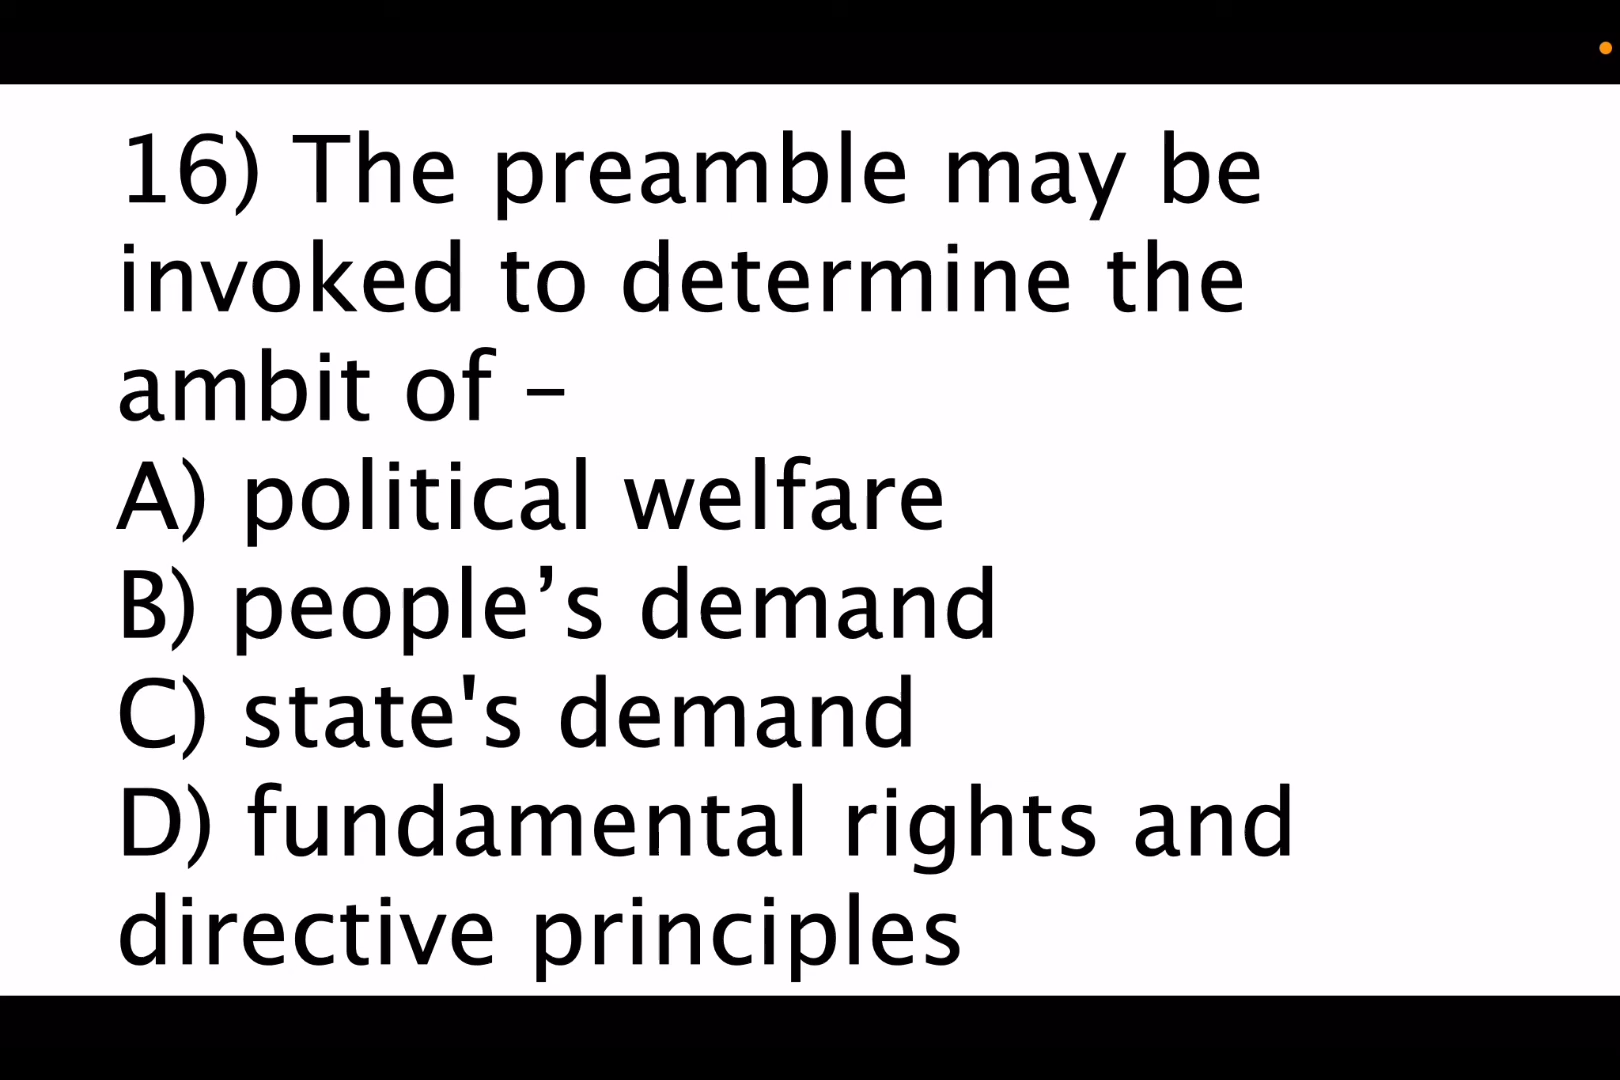 16) The preamble may be
invoked to determine the
ambit of –
A) political welfare
B) people’s demand
C) state's demand
D) fundamental rights and
directive principles